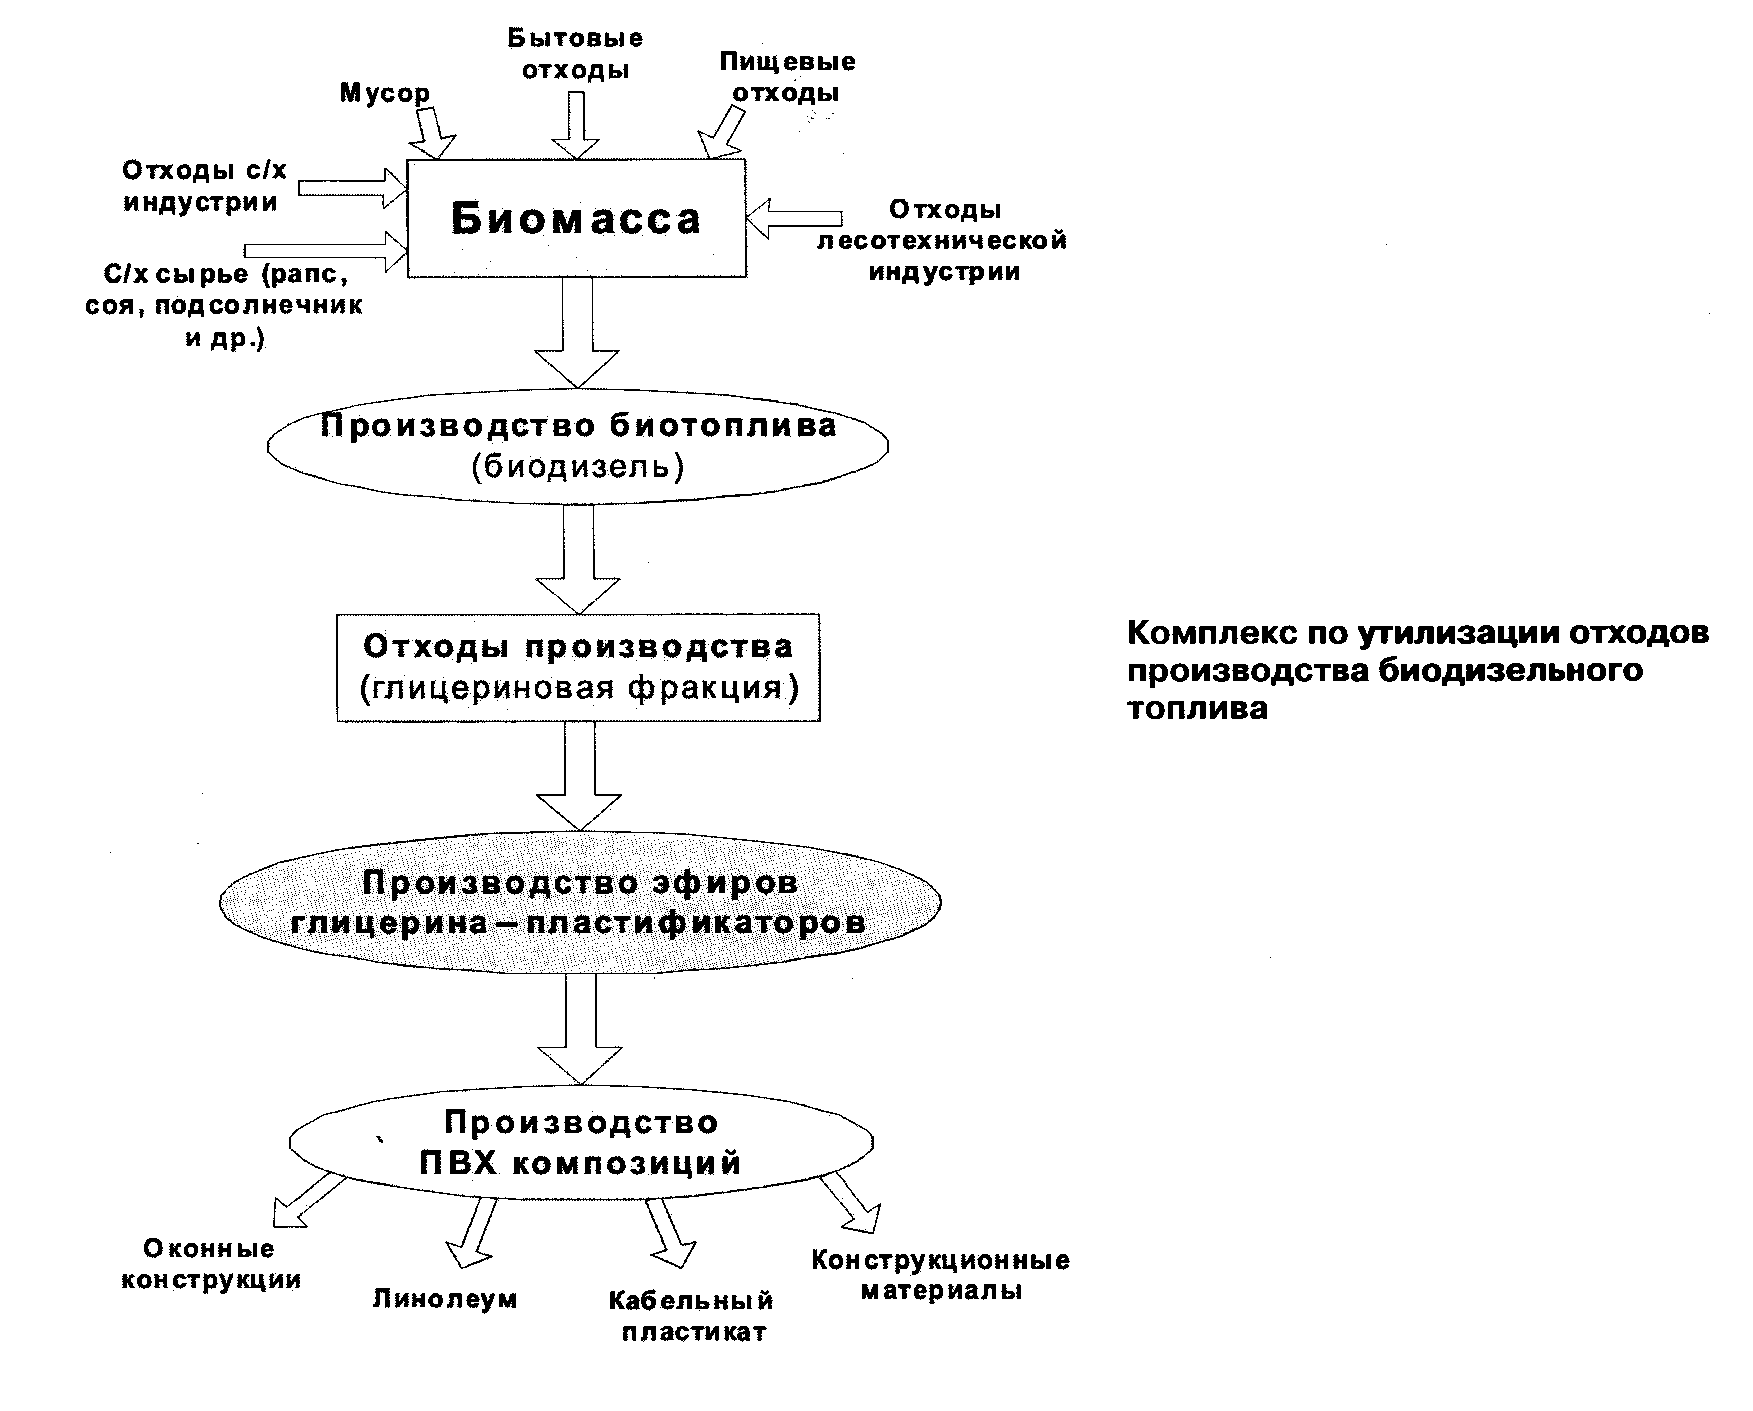 Бытовые
отходы
Пищевые
отходы
Мусор
Отходы с/х
индустрии
Биомасса
Отходы
лесотехнической
индустрии
С/х сырье (рапс,
соя, подсолнечник
и др.)
Производство биотоплива
(биодизель)
Отходы производства
(глицериновая фракция)
Комплекс по утилизации отходов
производства биодизельного
топлива
Производство эфиров
глицерина – пластификаторов
Производство
ПВХ композиций
Оконные
конструкции
Линолеум
Кабельный
пластикат
Конструкционные
материалы